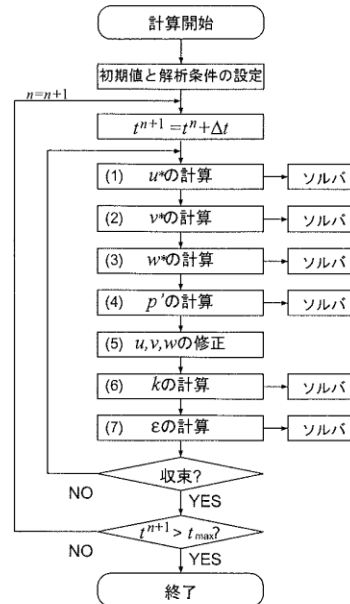 計算開始
初期値と解析条件の設定
n=n+1
tⁿ⁺¹=tⁿ+Δt
(1) u*の計算 ソルバ
(2) v*の計算 ソルバ
(3) w*の計算 ソルバ
(4) p'の計算 ソルバ
(5) u,v,wの修正
(6) kの計算 ソルバ
(7) εの計算 ソルバ
収束?
NO YES
tⁿ⁺¹>tmax?
NO YES
終了